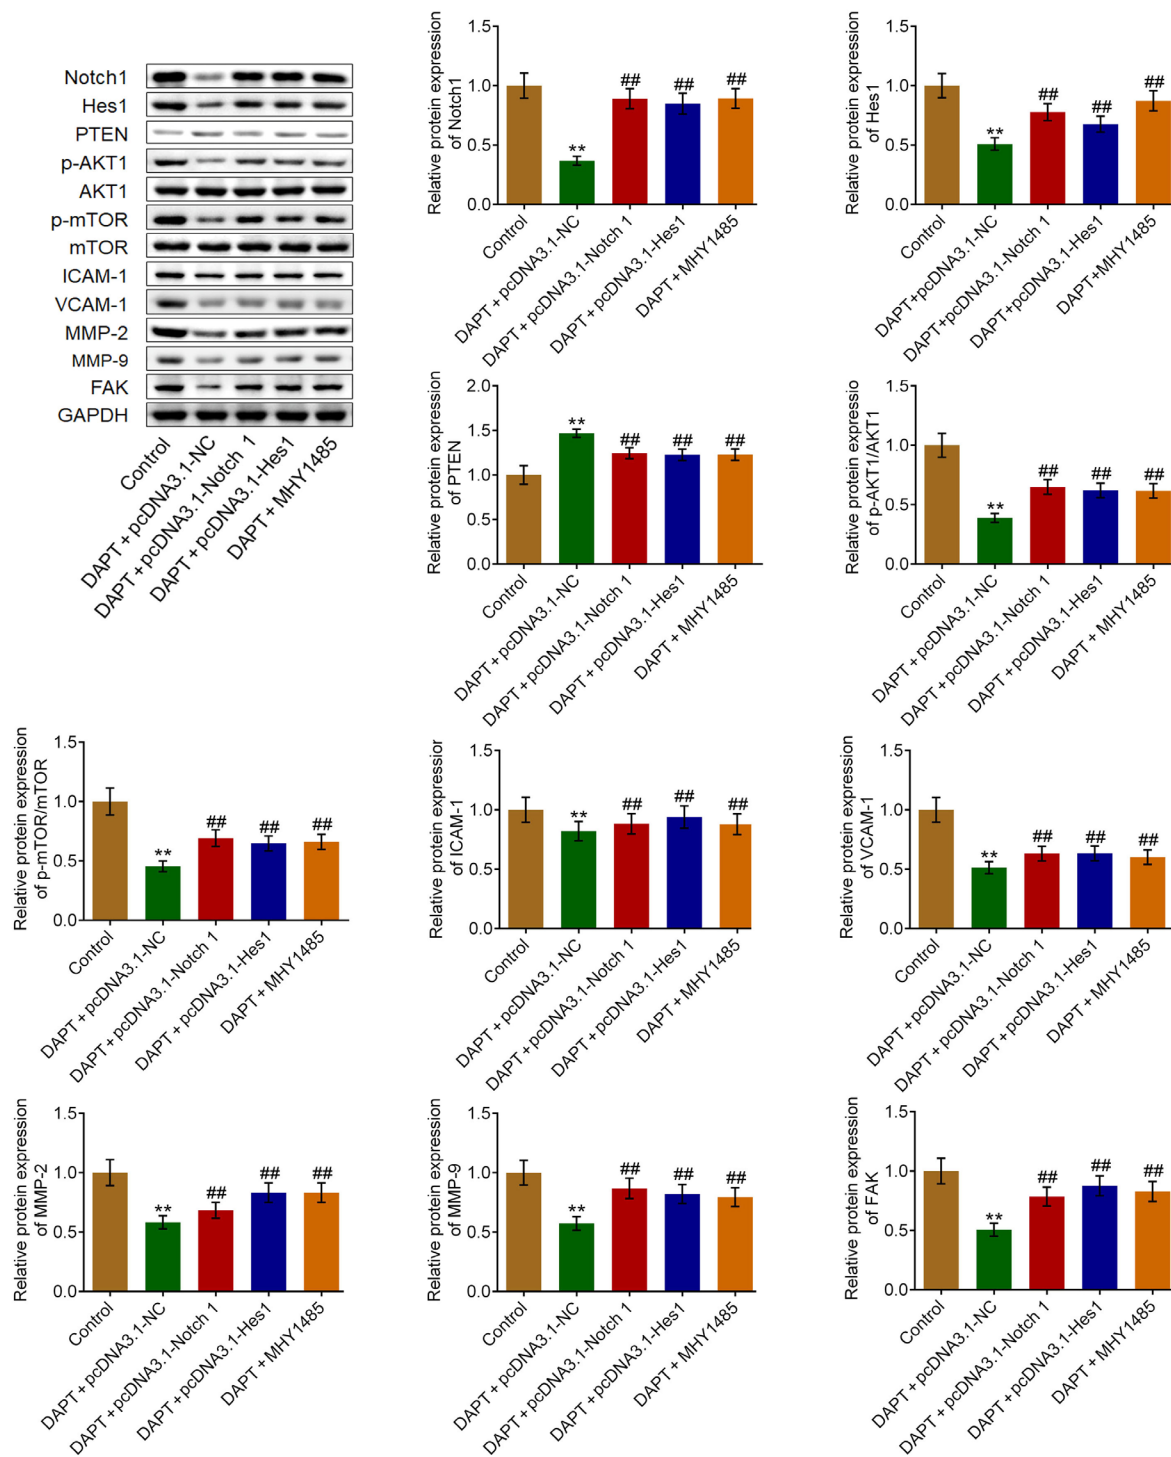 Notch1
Hes1
PTEN
p-AKT1
AKT1
p-mTOR
mTOR
ICAM-1
VCAM-1
MMP-2
MMP-9
FAK
GAPDH
Control
DAPT + pcDNA3.1-NC
DAPT + pcDNA3.1-Notch 1
DAPT + pcDNA3.1-Hes1
DAPT + MHY1485
Relative protein expression
of Notch1
1.5
1.0
0.5
0.0
**
##
##
##
Control
DAPT + pcDNA3.1-NC
DAPT + pcDNA3.1-Notch 1
DAPT + pcDNA3.1-Hes1
DAPT + MHY1485
Relative protein expression
of Hes1
1.5
1.0
0.5
0.0
**
##
##
##
Control
DAPT+pcDNA3.1-NC
DAPT+pcDNA3.1-Notch 1
DAPT+pcDNA3.1-Hes1
DAPT+MHY1485
Relative protein expression
of PTEN
2.0
1.5
1.0
0.5
0.0
**
##
##
##
Control
DAPT + pcDNA3.1-NC
DAPT + pcDNA3.1-Notch 1
DAPT + pcDNA3.1-Hes1
DAPT + MHY1485
Relative protein expressio
of p-AKT1/AKT1
1.5
1.0
0.5
0.0
**
##
##
##
Control
DAPT + pcDNA3.1-NC
DAPT + pcDNA3.1-Notch 1
DAPT + pcDNA3.1-Hes1
DAPT + MHY1485
Relative protein expression
of p-mTOR/mTOR
1.5
1.0
0.5
0.0
**
##
##
##
Control
DAPT + pcDNA3.1-NC
DAPT + pcDNA3.1-Notch 1
DAPT + pcDNA3.1-Hes1
DAPT + MHY1485
Relative protein expressior
of ICAM-1
1.5
1.0
0.5
0.0
**
##
##
##
Control
DAPT + pcDNA3.1-NC
DAPT + pcDNA3.1-Notch 1
DAPT + pcDNA3.1-Hes1
DAPT + MHY1485
Relative protein expression
of VCAM-1
1.5
1.0
0.5
0.0
**
##
##
##
Control
DAPT + pcDNA3.1-NC
DAPT + pcDNA3.1-Notch 1
DAPT + pcDNA3.1-Hes1
DAPT + MHY1485
Relative protein expression
of MMP-2
1.5
1.0
0.5
0.0
**
##
##
##
Control
DAPT + pcDNA3.1-NC
DAPT + pcDNA3.1-Notch 1
DAPT + pcDNA3.1-Hes1
DAPT + MHY1485
Relative protein expression
of MMP-9
1.5
1.0
0.5
0.0
**
##
##
##
Control
DAPT + pcDNA3.1-NC
DAPT + pcDNA3.1-Notch 1
DAPT + pcDNA3.1-Hes1
DAPT + MHY1485
Relative protein expression
of FAK
1.5
1.0
0.5
0.0
**
##
##
##
Control
DAPT + pcDNA3.1-NC
DAPT + pcDNA3.1-Notch 1
DAPT + pcDNA3.1-Hes1
DAPT + MHY1485